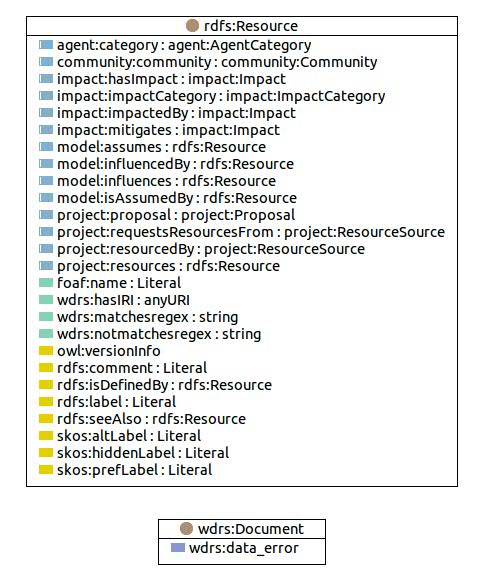 rdfs:Resource
agent:category : agent:AgentCategory
community:community : community:Community
impact:hasImpact : impact:Impact
impact:impactCategory : impact:ImpactCategory
impact:impactedBy : impact:Impact
impact:mitigates : impact:Impact
model:assumes : rdfs:Resource
model:influencedBy : rdfs:Resource
model:influences : rdfs:Resource
model:isAssumedBy : rdfs:Resource
project:proposal : project:Proposal
project:requestsResourcesFrom : project:ResourceSource
project:resourcedBy : project:ResourceSource
project:resources : rdfs:Resource
foaf:name : Literal
wdrs:hasIRI : anyURI
wdrs:matchesregex : string
wdrs:notmatchesregex : string
owl:versionInfo
rdfs:comment : Literal
rdfs:isDefinedBy : rdfs:Resource
rdfs:label : Literal
rdfs:seeAlso : rdfs:Resource
skos:altLabel : Literal
skos:hiddenLabel : Literal
skos:prefLabel : Literal
wdrs:Document
wdrs:data_error